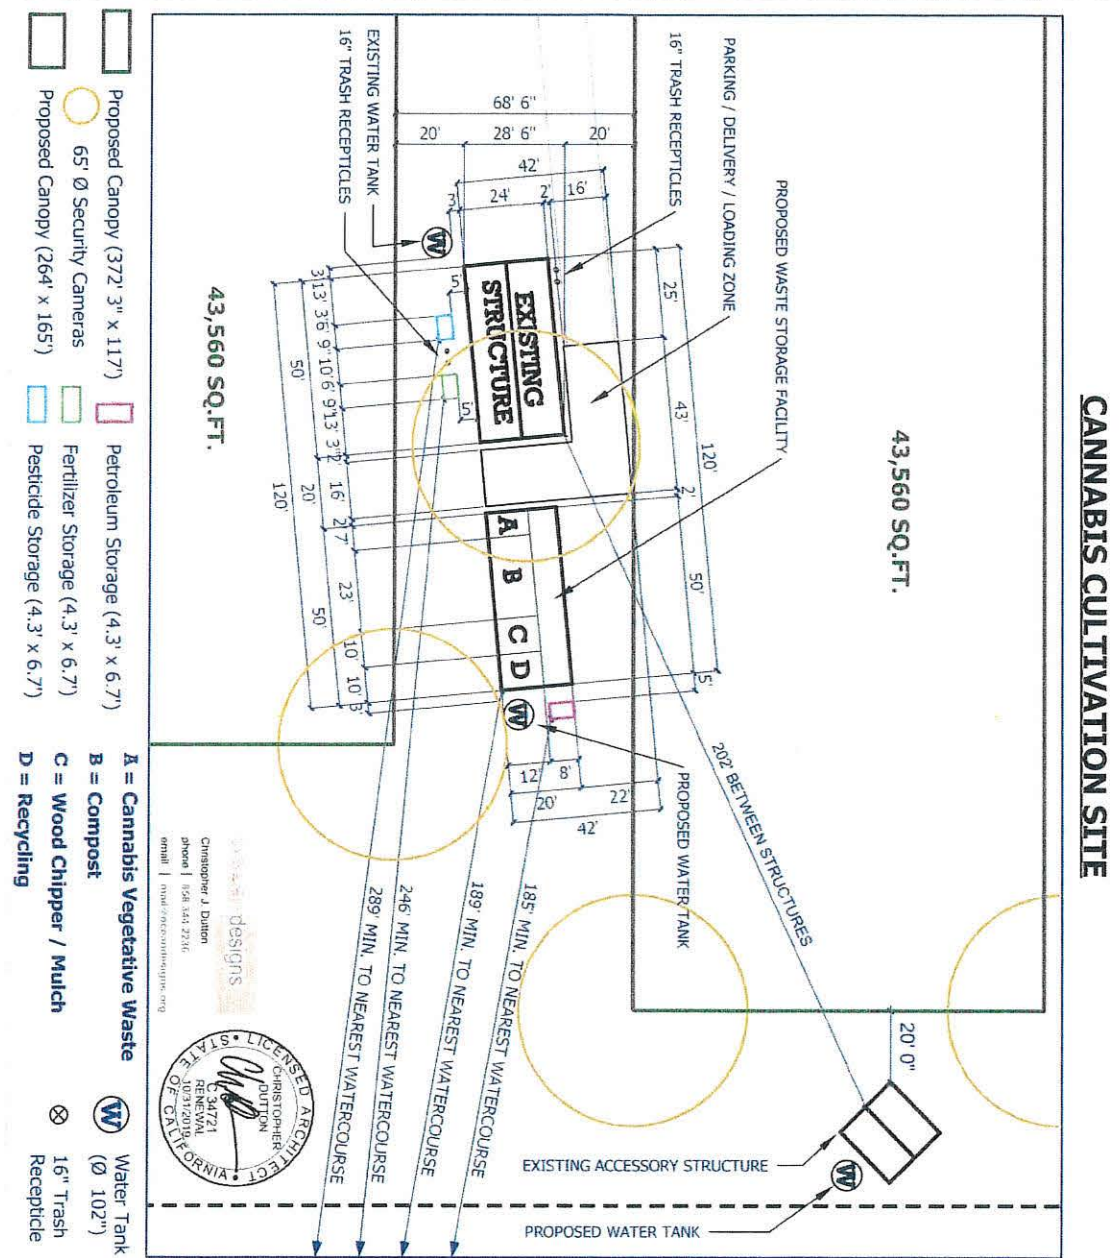 CANNABIS CULTIVATION SITE
43,560 SQ.FT.
20' 0"
PROPOSED WASTE STORAGE FACILITY
PARKING / DELIVERY / LOADING ZONE
16" TRASH RECEPTICLES
68' 6"
20'
28' 6"
20'
42'
3'
24'
2'
16'
EXISTING WATER TANK
16" TRASH RECEPTICLES
W
25'
43'
120'
2'
50'
5'
EXISTING
STRUCTURE
5'
5'
A
B
C
D
W
3'
13' 3"
6' 9"
10'
6' 9"
13' 3"
2'
16'
2'
7'
23'
10'
10'
3'
50'
20'
50'
120'
43,560 SQ.FT.
12'
8'
20'
22'
42'
PROPOSED WATER TANK
202' BETWEEN STRUCTURES
185' MIN. TO NEAREST WATERCOURSE
189' MIN. TO NEAREST WATERCOURSE
246' MIN. TO NEAREST WATERCOURSE
289' MIN. TO NEAREST WATERCOURSE
EXISTING ACCESSORY STRUCTURE
W
PROPOSED WATER TANK
designs
Christopher J. Dutton
phone |
email |
LICENSED ARCHITECT
CHRISTOPHER
DUTTON
C 34721
RENEWAL
10/31/2019
STATE OF CALIFORNIA
Proposed Canopy (372' 3" x 117')
65' Ø Security Cameras
Proposed Canopy (264' x 165')
Petroleum Storage (4.3' x 6.7')
Fertilizer Storage (4.3' x 6.7')
Pesticide Storage (4.3' x 6.7')
A = Cannabis Vegetative Waste
B = Compost
C = Wood Chipper / Mulch
D = Recycling
W
Water Tank
(Ø 102")
16" Trash
Recepticle